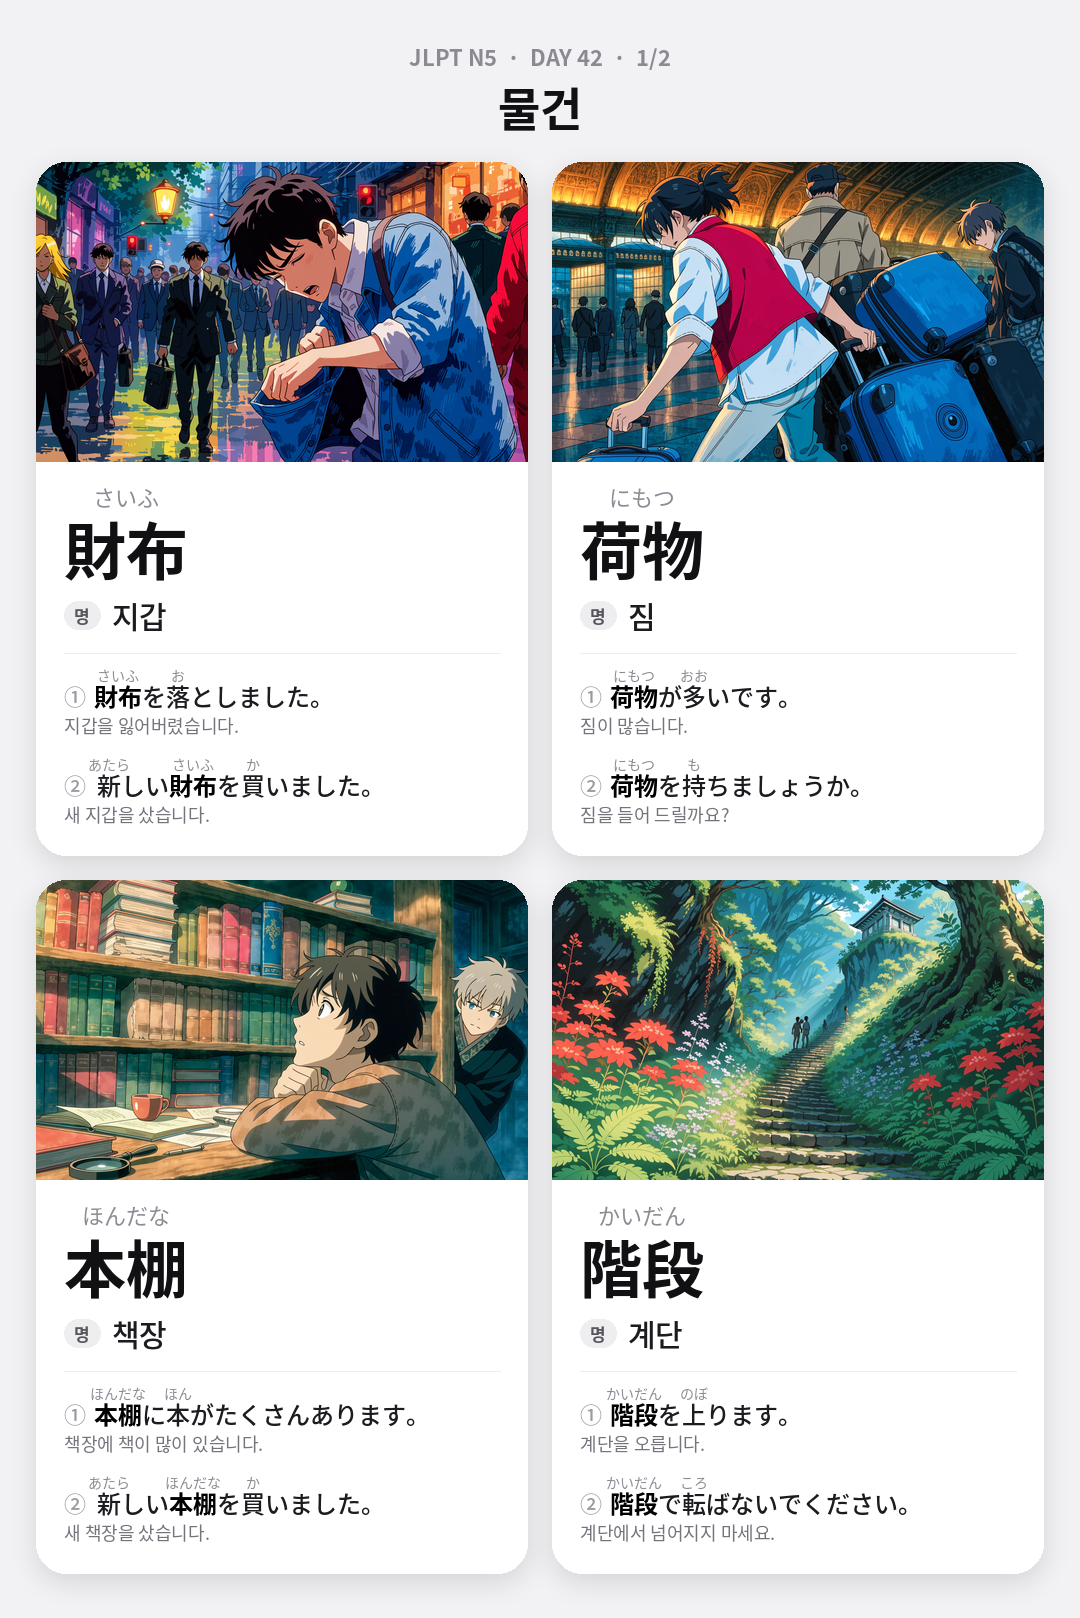 JLPT N5 · DAY 42 · 1/2
물건
さいふ
財布
명 지갑
さいふ お
① 財布を落としました。
지갑을 잃어버렸습니다.
あたら さいふ か
② 新しい財布を買いました。
새 지갑을 샀습니다.
にもつ
荷物
명 짐
にもつ おお
① 荷物が多いです。
짐이 많습니다.
にもつ も
② 荷物を持ちましょうか。
짐을 들어 드릴까요?
ほんだな
本棚
명 책장
ほんだな ほん
① 本棚に本がたくさんあります。
책장에 책이 많이 있습니다.
あたら ほんだな か
② 新しい本棚を買いました。
새 책장을 샀습니다.
かいだん
階段
명 계단
かいだん のぼ
① 階段を上ります。
계단을 오릅니다.
かいだん ころ
② 階段で転ばないでください。
계단에서 넘어지지 마세요.